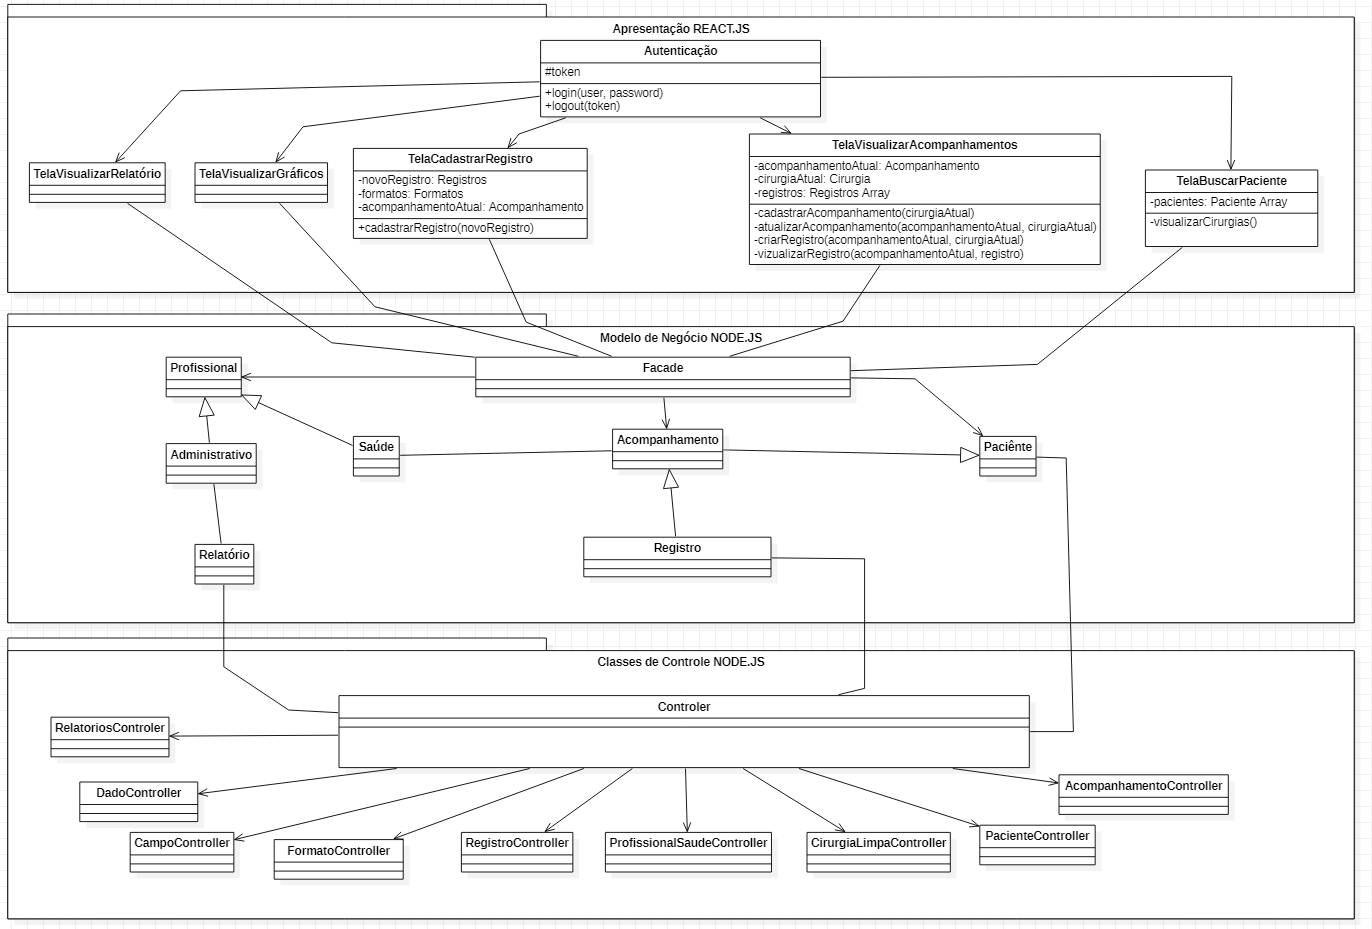 Apresentação REACT.JS
Autenticação
#token
+login(user, password)
+logout(token)
TelaVisualizarRelatório
TelaVisualizarGráficos
TelaCadastrarRegistro
-novoRegistro: Registros
-formatos: Formatos
-acompanhamentoAtual: Acompanhamento
+cadastrarRegistro(novoRegistro)
TelaVisualizarAcompanhamentos
-acompanhamentoAtual: Acompanhamento
-cirurgiaAtual: Cirurgia
-registros: Registros Array
-cadastrarAcompanhamento(cirurgiaAtual)
-atualizarAcompanhamento(acompanhamentoAtual, cirurgiaAtual)
-criarRegistro(acompanhamentoAtual, cirurgiaAtual)
-vizualizarRegistro(acompanhamentoAtual, registro)
TelaBuscarPaciente
-pacientes: Paciente Array
-visualizarCirurgias()
Modelo de Negócio NODE.JS
Profissional
Facade
Administrativo
Saúde
Acompanhamento
Paciênte
Relatório
Registro
Classes de Controle NODE.JS
Controler
RelatoriosControler
DadoController
CampoController
FormatoController
RegistroController
ProfissionalSaudeController
CirurgiaLimpaController
PacienteController
AcompanhamentoController